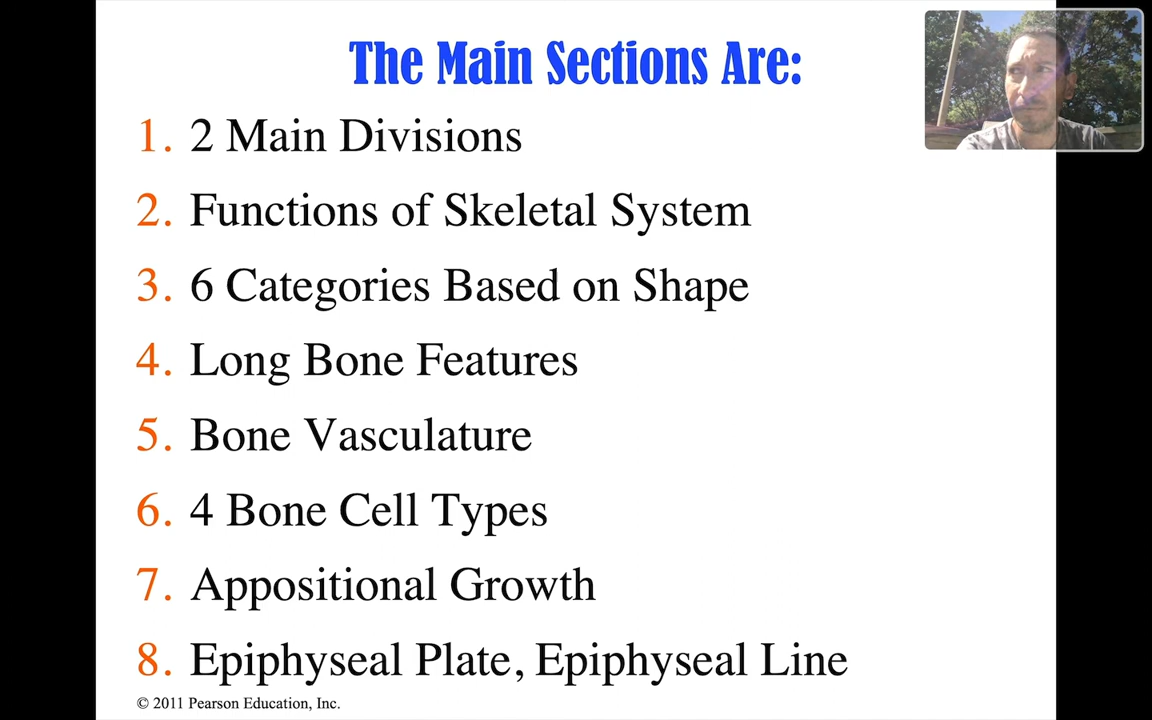 The Main Sections Are:
1. 2 Main Divisions
2. Functions of Skeletal System
3. 6 Categories Based on Shape
4. Long Bone Features
5. Bone Vasculature
6. 4 Bone Cell Types
7. Appositional Growth
8. Epiphyseal Plate, Epiphyseal Line
© 2011 Pearson Education, Inc.